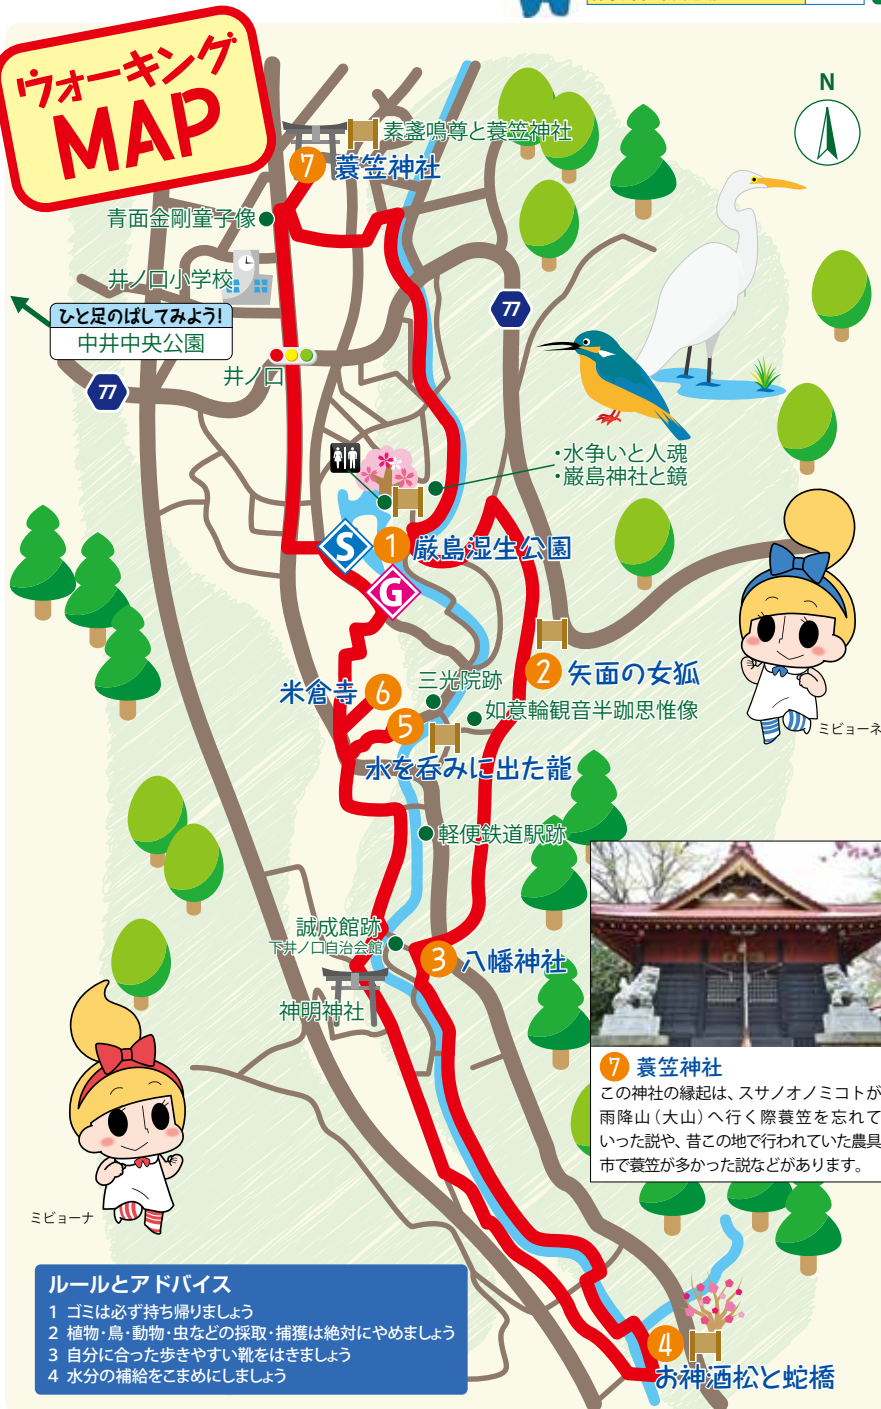 ウォーキング
MAP
N
素盞嗚尊と蓑笠神社
7 蓑笠神社
青面金剛童子像
井ノ口小学校
ひと足のばしてみよう!
中井中央公園
77
77
井ノ口
・水争いと人魂
・厳島神社と鏡
S
1 厳島湿生公園
G
2 矢面の女狐
米倉寺 6
三光院跡
5
如意輪観音半跏思惟像
水を呑みに出た龍
ミビョーネ
軽便鉄道駅跡
誠成館跡
下井ノ口自治会館
3 八幡神社
神明神社
7 蓑笠神社
この神社の縁起は、スサノオノミコトが
雨降山(大山)へ行く際蓑笠を忘れて
いった説や、昔この地で行われていた農具
市で蓑笠が多かった説などがあります。
ミビョーナ
ルールとアドバイス
1 ゴミは必ず持ち帰りましょう
2 植物・鳥・動物・虫などの採取・捕獲は絶対にやめましょう
3 自分に合った歩きやすい靴をはきましょう
4 水分の補給をこまめにしましょう
4
お神酒松と蛇橋